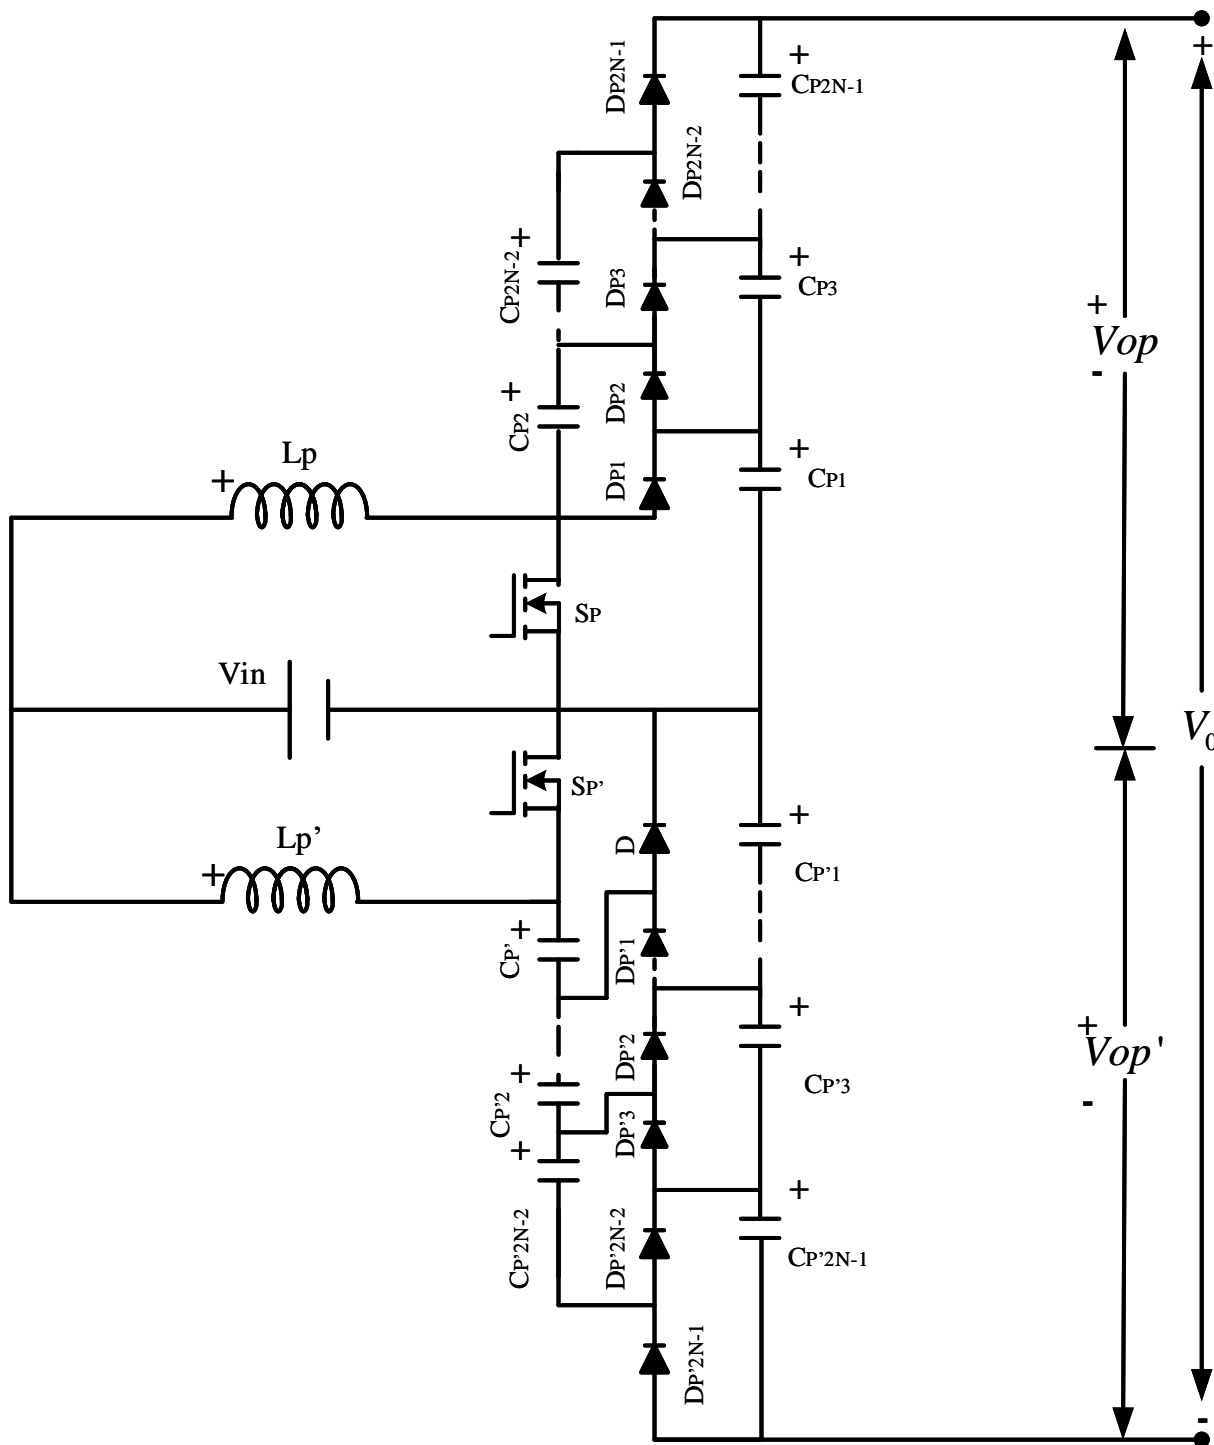 +
DP2N-1
+
CP2N-1
DP2N-2
+
CP2N-2
DP3
+
CP3
+
Vop
-
+
CP2
DP2
+
CP1
DP1
Lp
+
SP
Vin
V0
SP'
Lp'
+
D
+
CP'1
+
CP'
DP'1
+
CP'2
DP'2
+
CP'3
+
Vop'
-
DP'3
+
CP'2N-2
DP'2N-2
+
CP'2N-1
DP'2N-1
-